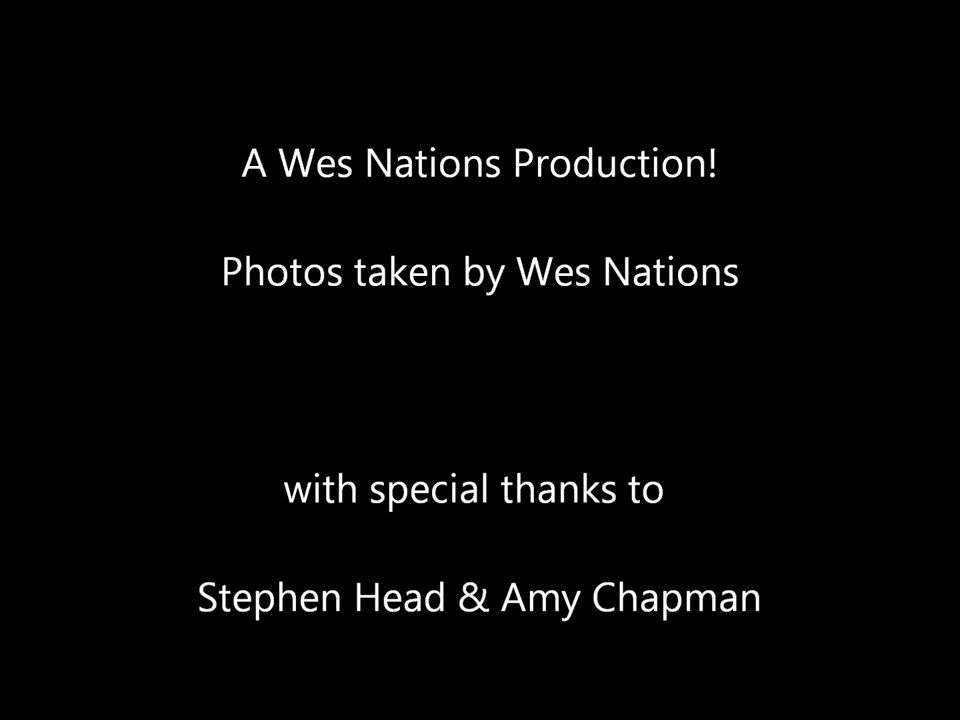 A Wes Nations Production!
Photos taken by Wes Nations
with special thanks to
Stephen Head & Amy Chapman